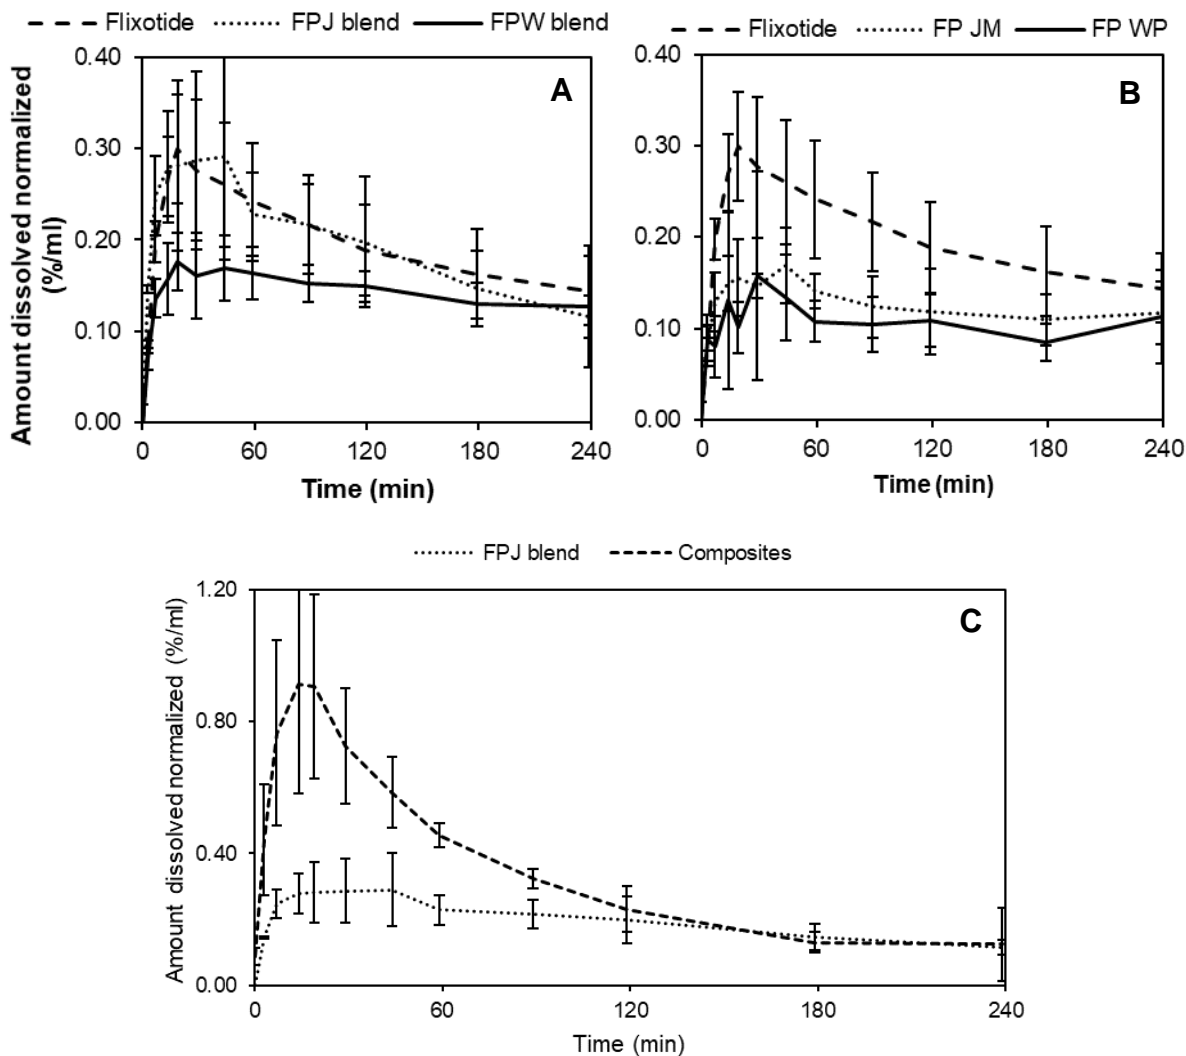 Flixotide FPJ blend FPW blend
A
Amount dissolved normalized
(%/ml)
0.40
0.30
0.20
0.10
0.00
0 60 120 180 240
Time (min)
Flixotide FP JM FP WP
B
0.40
0.30
0.20
0.10
0.00
0 60 120 180 240
Time (min)
FPJ blend Composites
C
Amount dissolved normalized (%/ml)
1.20
0.80
0.40
0.00
0 60 120 180 240
Time (min)